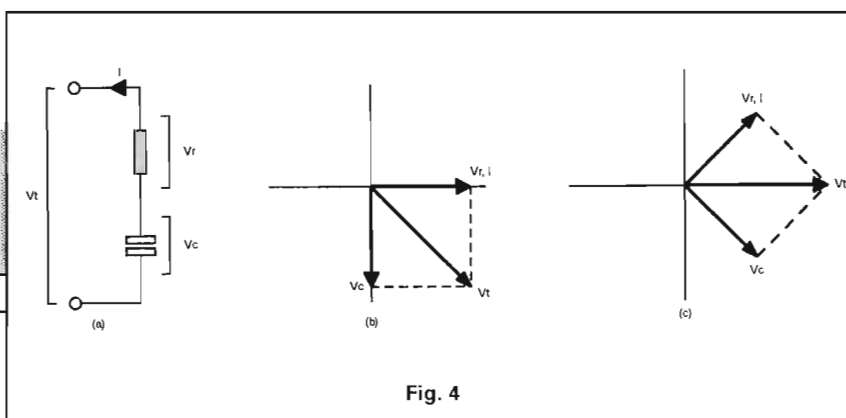 I
Vr
Vt
Vc
(a)
Vr, I
Vc
Vt
(b)
Vr, I
Vt
Vc
(c)
Fig. 4